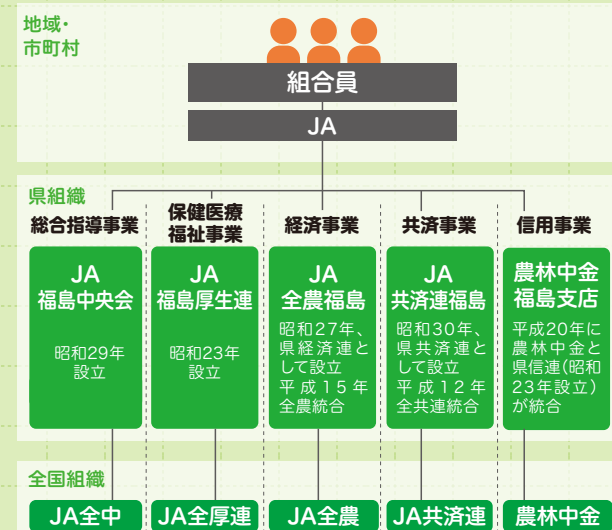 地域・
市町村
組合員
JA
県組織
総合指導事業
保健医療
福祉事業
経済事業
共済事業
信用事業
JA
福島中央会
昭和29年
設立
JA
福島厚生連
昭和23年
設立
JA
全農福島
昭和27年、
県経済連と
して設立
平成15年
全農統合
JA
共済連福島
昭和30年、
県共済連と
して設立
平成12年
全共連統合
農林中金
福島支店
平成20年に
農林中金と
県信連(昭和
23年設立)
が統合
全国組織
JA全中
JA全厚連
JA全農
JA共済連
農林中金